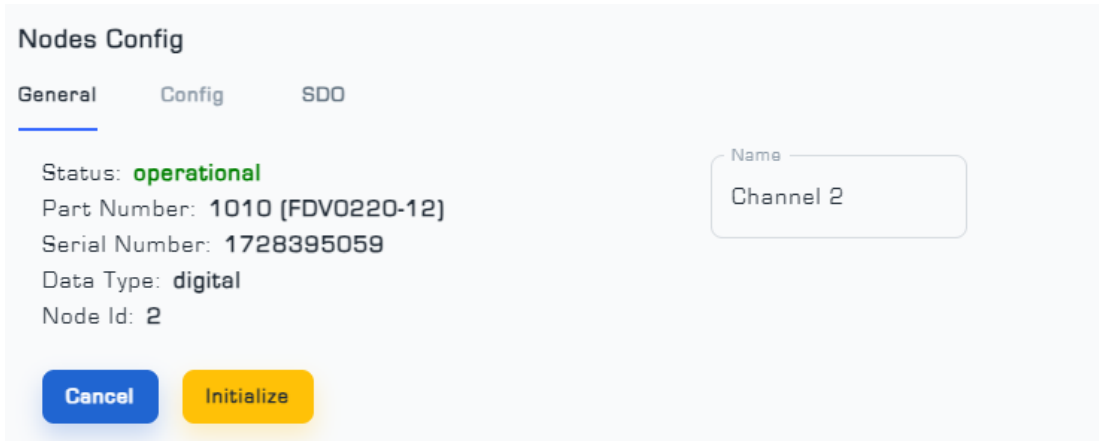 Nodes Config
General Config SDO
Status: operational
Part Number: 1010 (FDV0220-12)
Serial Number: 1728395059
Data Type: digital
Node Id: 2
Name
Channel 2
Cancel Initialize